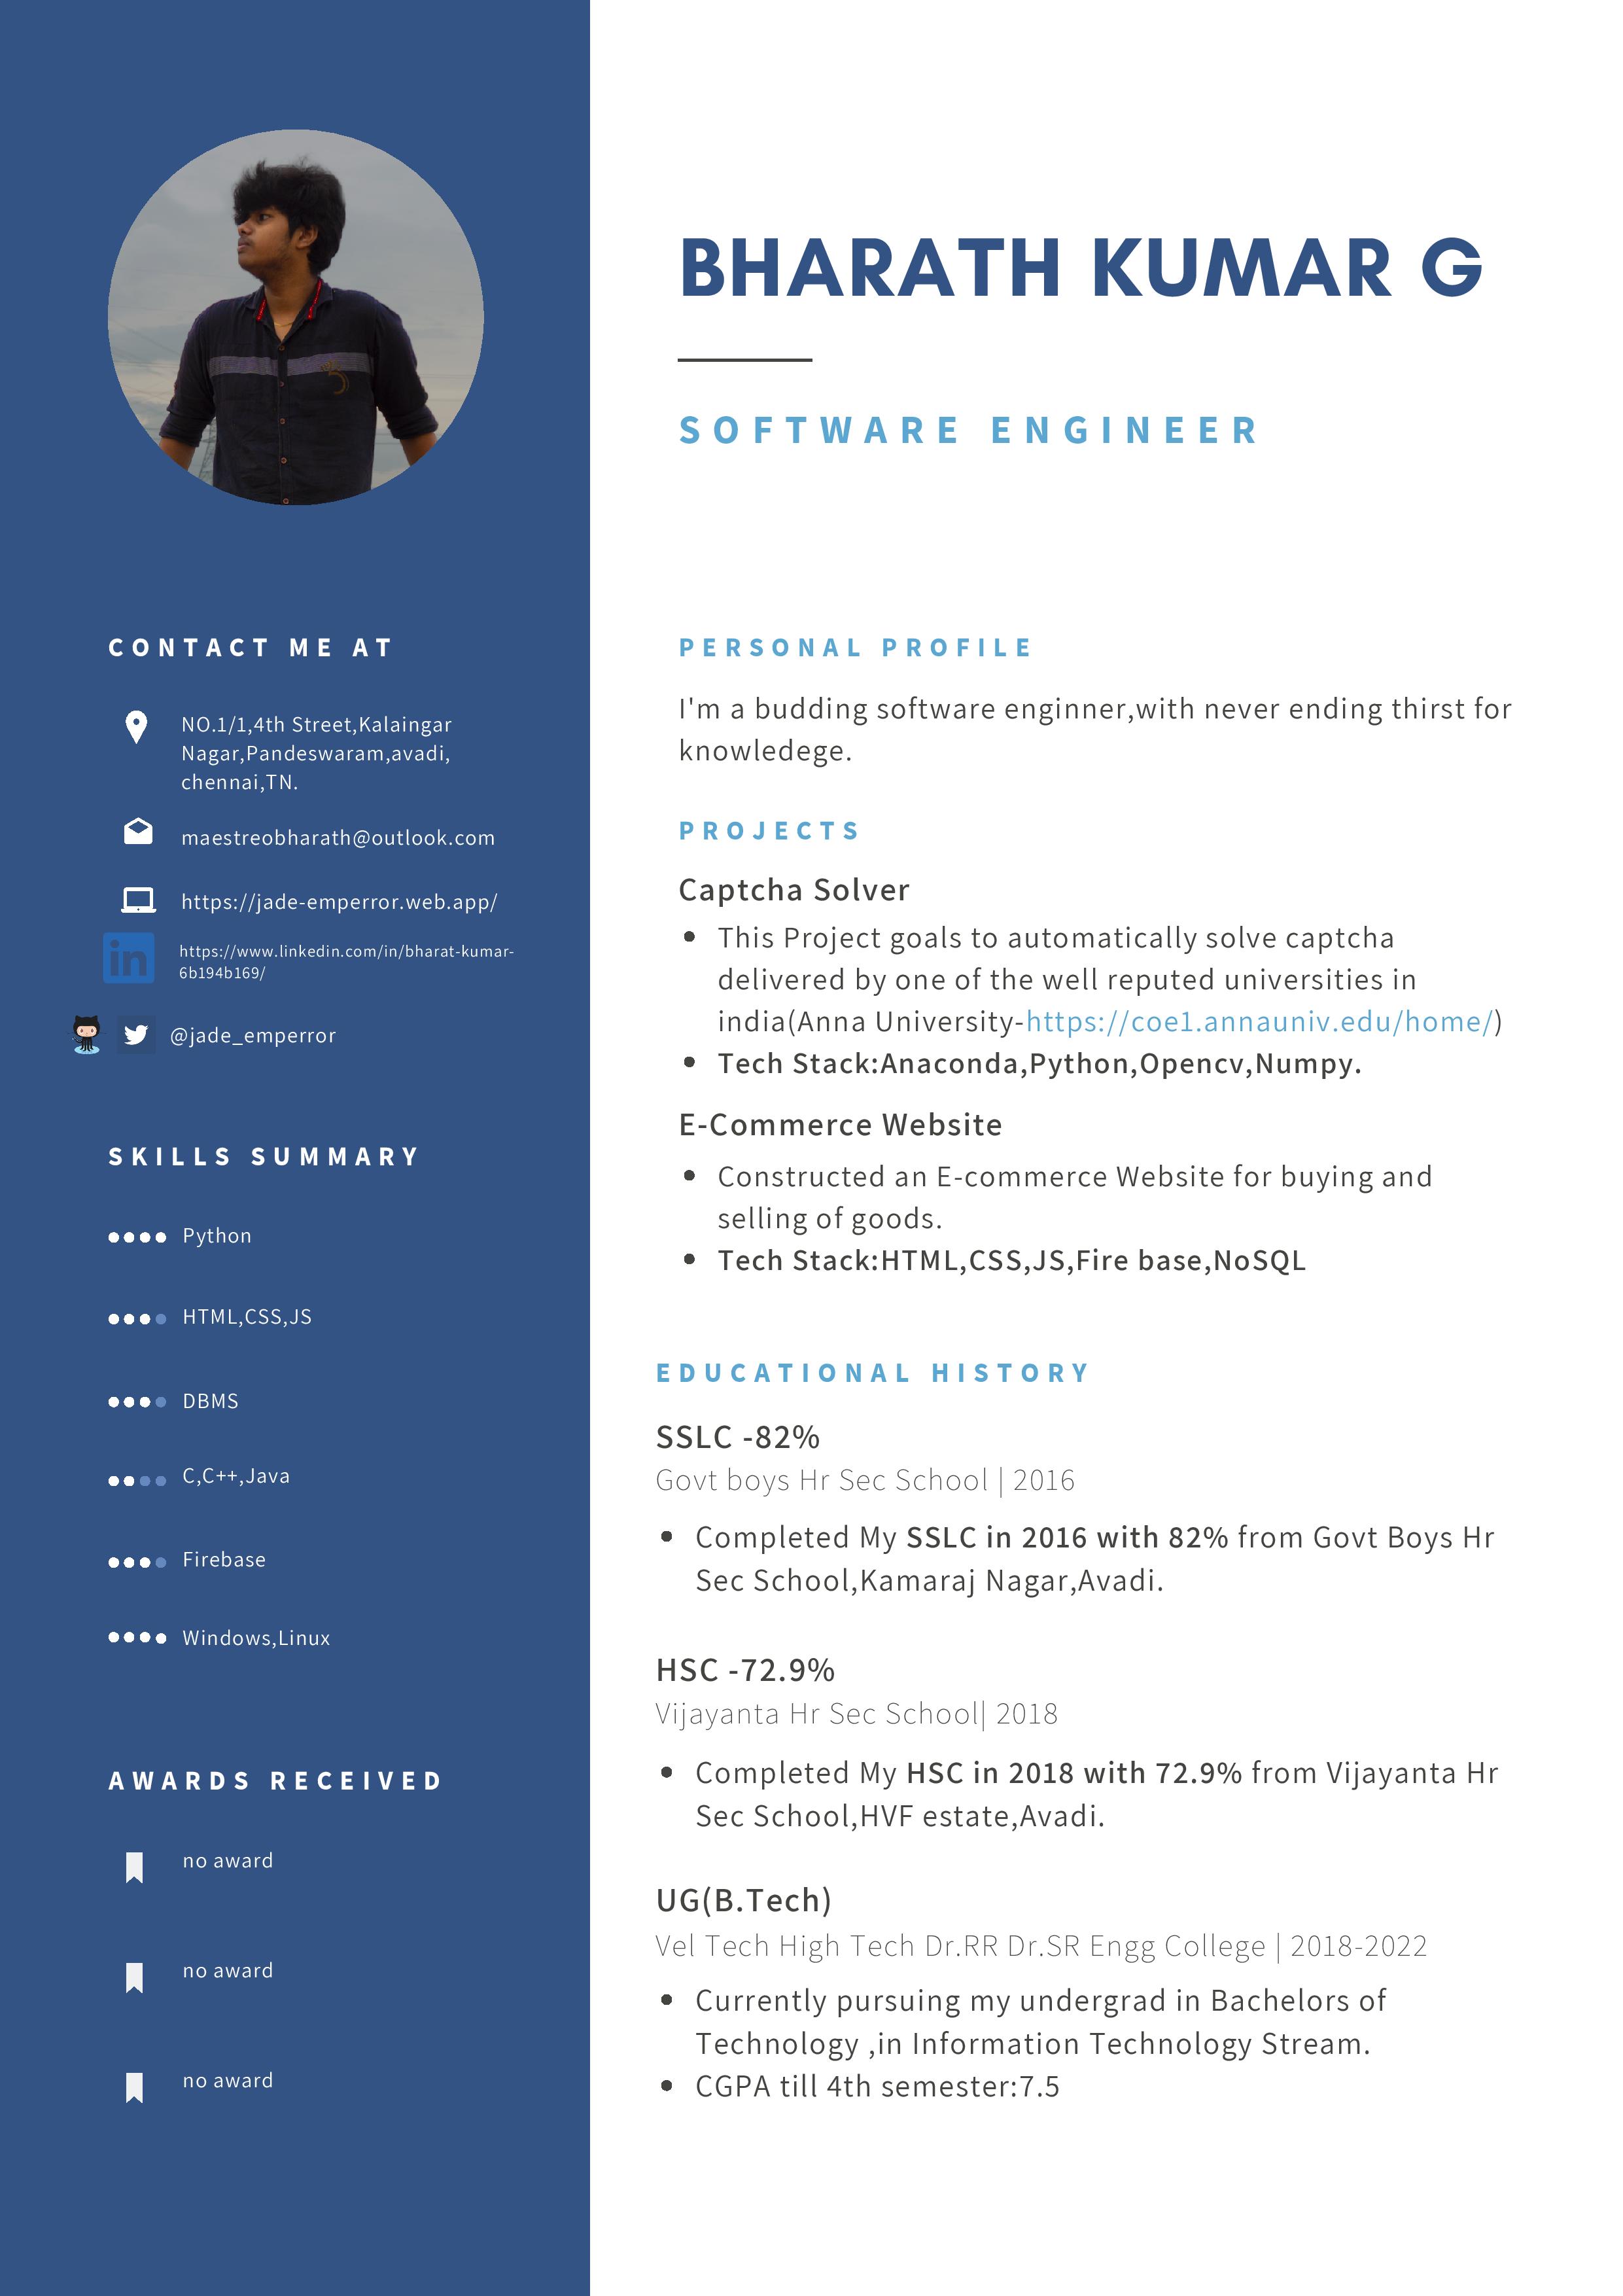 BHARATH KUMAR G
SOFTWARE ENGINEER
CONTACT ME AT
NO.1/1,4th Street,Kalaingar
Nagar,Pandeswaram,avadi,
chennai,TN.
maestreobharath@outlook.com
https://jade-emperror.web.app/
in
https://www.linkedin.com/in/bharat-kumar-
6b194b169/
@jade_emperror
SKILLS SUMMARY
Python
HTML,CSS,JS
DBMS
C,C++,Java
Firebase
Windows,Linux
AWARDS RECEIVED
no award
no award
no award
PERSONAL PROFILE
I'm a budding software enginner,with never ending thirst for
knowledege.
PROJECTS
Captcha Solver
This Project goals to automatically solve captcha
delivered by one of the well reputed universities in
india(Anna University-https://coe1.annauniv.edu/home/)
Tech Stack:Anaconda,Python,Opencv,Numpy.
E-Commerce Website
Constructed an E-commerce Website for buying and
selling of goods.
Tech Stack:HTML,CSS,JS,Fire base,NoSQL
EDUCATIONAL HISTORY
SSLC -82%
Govt boys Hr Sec School | 2016
Completed My SSLC in 2016 with 82% from Govt Boys Hr
Sec School,Kamaraj Nagar,Avadi.
HSC -72.9%
Vijayanta Hr Sec School| 2018
Completed My HSC in 2018 with 72.9% from Vijayanta Hr
Sec School,HVF estate,Avadi.
UG(B.Tech)
Vel Tech High Tech Dr.RR Dr.SR Engg College | 2018-2022
Currently pursuing my undergrad in Bachelors of
Technology ,in Information Technology Stream.
CGPA till 4th semester:7.5